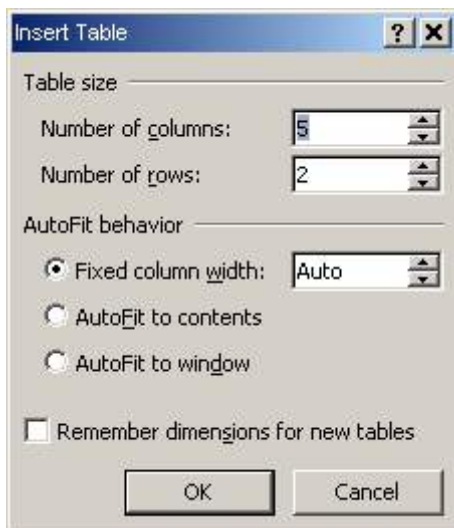 Insert Table
Table size
Number of columns: 5
Number of rows: 2
AutoFit behavior
Fixed column width: Auto
AutoFit to contents
AutoFit to window
Remember dimensions for new tables
OK Cancel